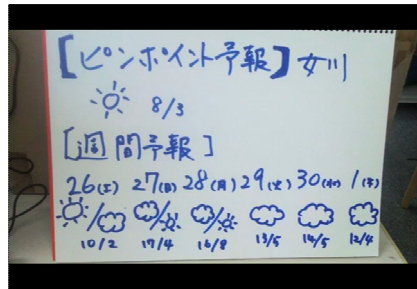 【ピンポイント予報】女川
8/3
[週間予報]
26(土) 27(日) 28(月) 29(火) 30(水) 1(木)
10/2 17/4 16/8 13/5 14/5 12/4